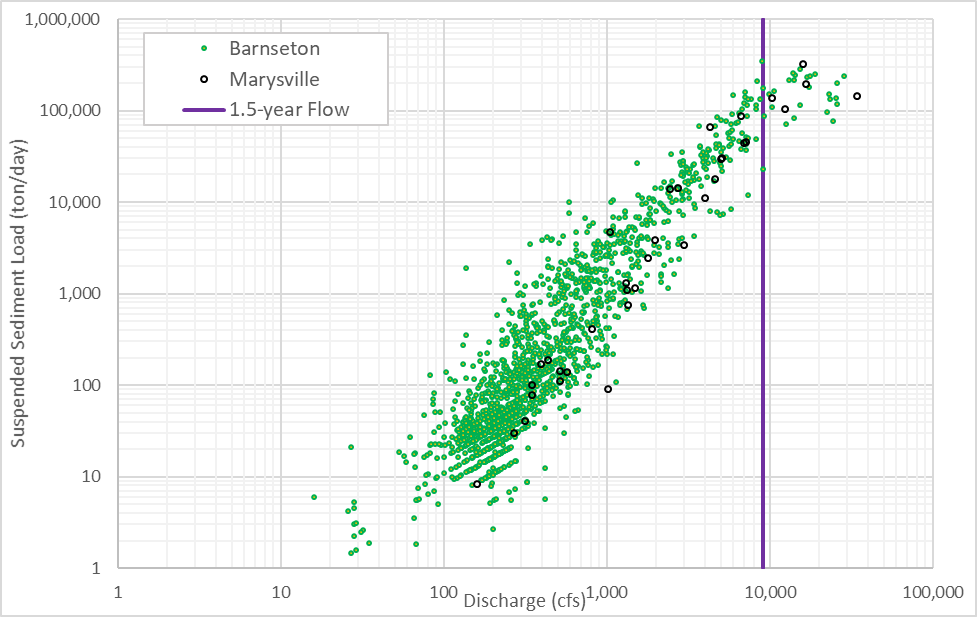 1,000,000
100,000
10,000
1,000
100
10
1
Suspended Sediment Load (ton/day)
Barnseton
Marysville
1.5-year Flow
1 10 100 1,000 10,000 100,000
Discharge (cfs)